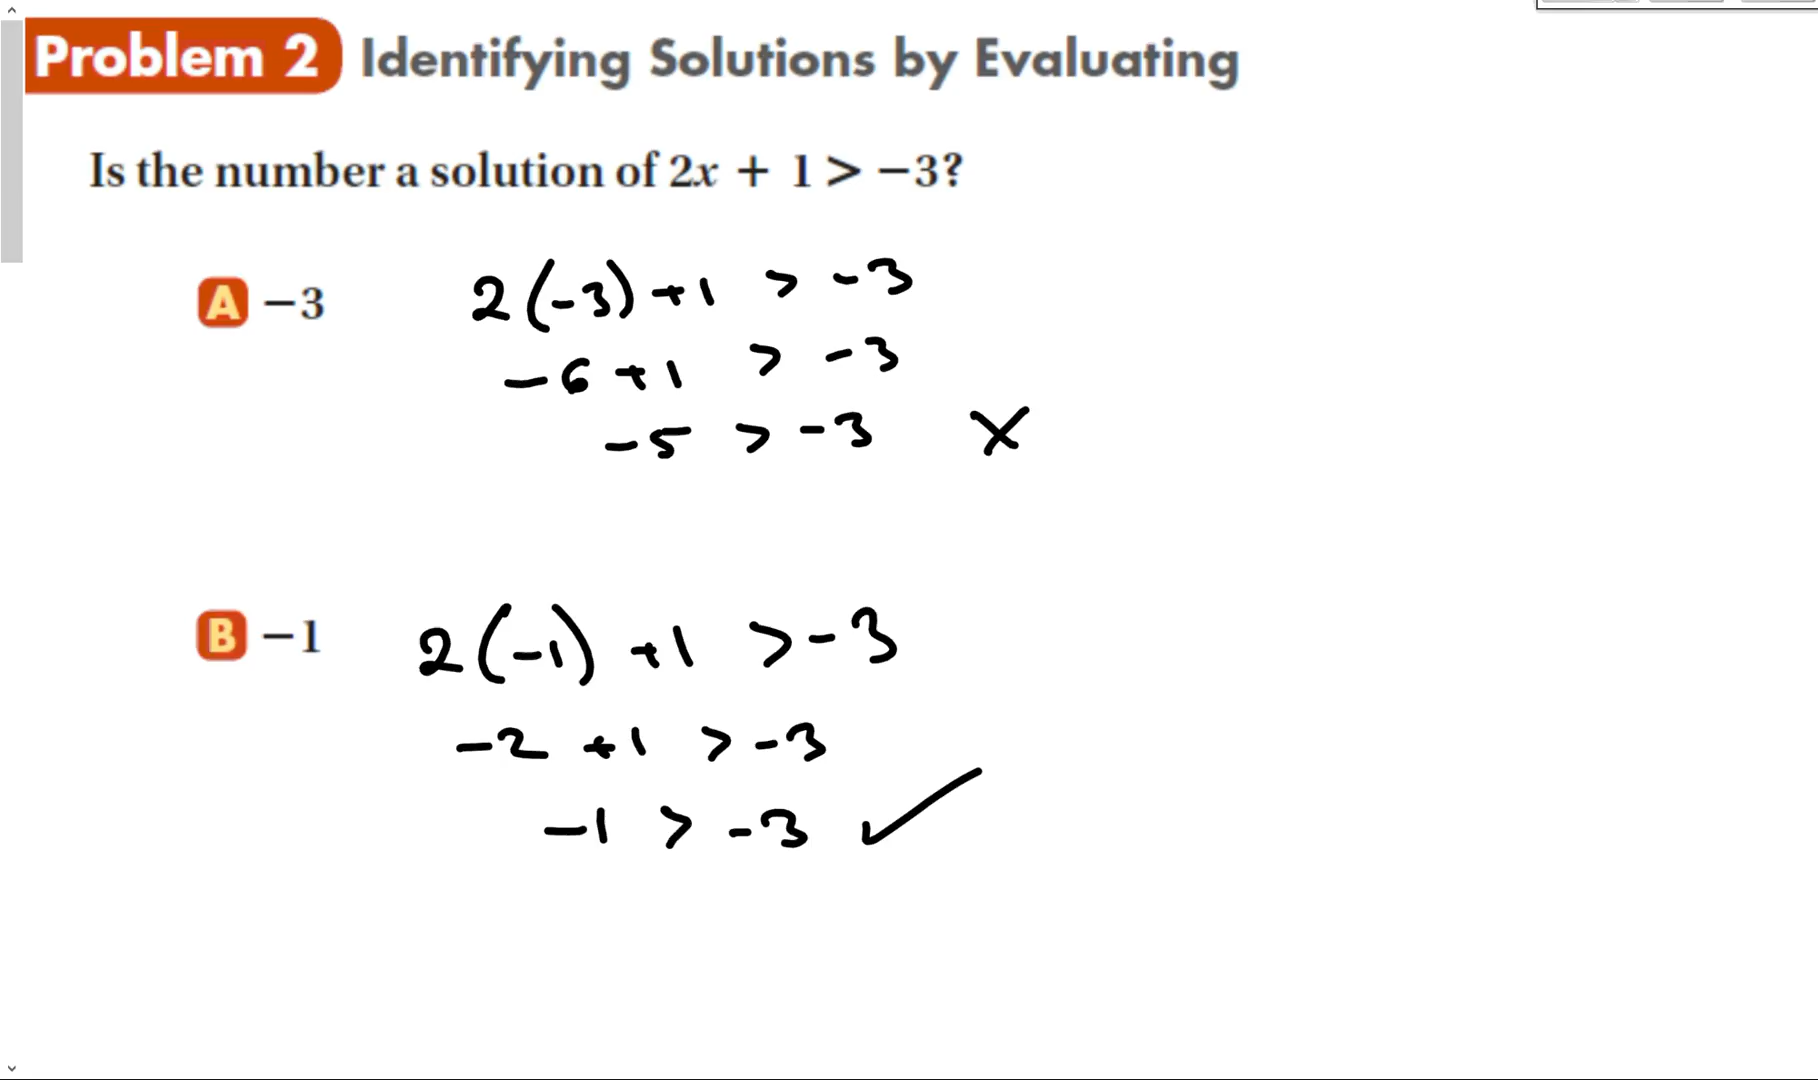 Problem 2 Identifying Solutions by Evaluating
Is the number a solution of 2x + 1 > −3?
A −3 2(-3) +1 > -3
-6 +1 > -3
-5 > -3 X
B −1 2(-1) +1 > -3
-2 +1 > -3
-1 > -3 ✓